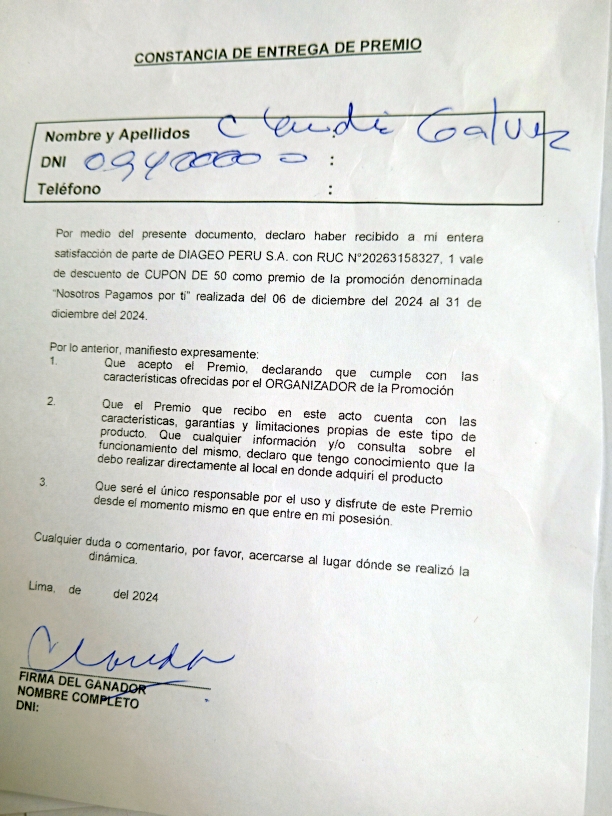 CONSTANCIA DE ENTREGA DE PREMIO
Nombre y Apellidos : Claudia Galvez
DNI :
Teléfono :
Por medio del presente documento, declaro haber recibido a mi entera
satisfacción de parte de DIAGEO PERU S.A. con RUC N°20263158327, 1 vale
de descuento de CUPON DE 50 como premio de la promoción denominada
"Nosotros Pagamos por ti" realizada del 06 de diciembre del 2024 al 31 de
diciembre del 2024.
Por lo anterior, manifiesto expresamente:
1. Que acepto el Premio, declarando que cumple con las
características ofrecidas por el ORGANIZADOR de la Promoción
2. Que el Premio que recibo en este acto cuenta con las
características, garantías y limitaciones propias de este tipo de
producto. Que cualquier información y/o consulta sobre el
funcionamiento del mismo, declaro que tengo conocimiento que la
debo realizar directamente al local en donde adquirí el producto
3. Que seré el único responsable por el uso y disfrute de este Premio
desde el momento mismo en que entre en mi posesión.
Cualquier duda o comentario, por favor, acercarse al lugar dónde se realizó la
dinámica.
Lima, de del 2024
Claudia
FIRMA DEL GANADOR
NOMBRE COMPLETO
DNI: